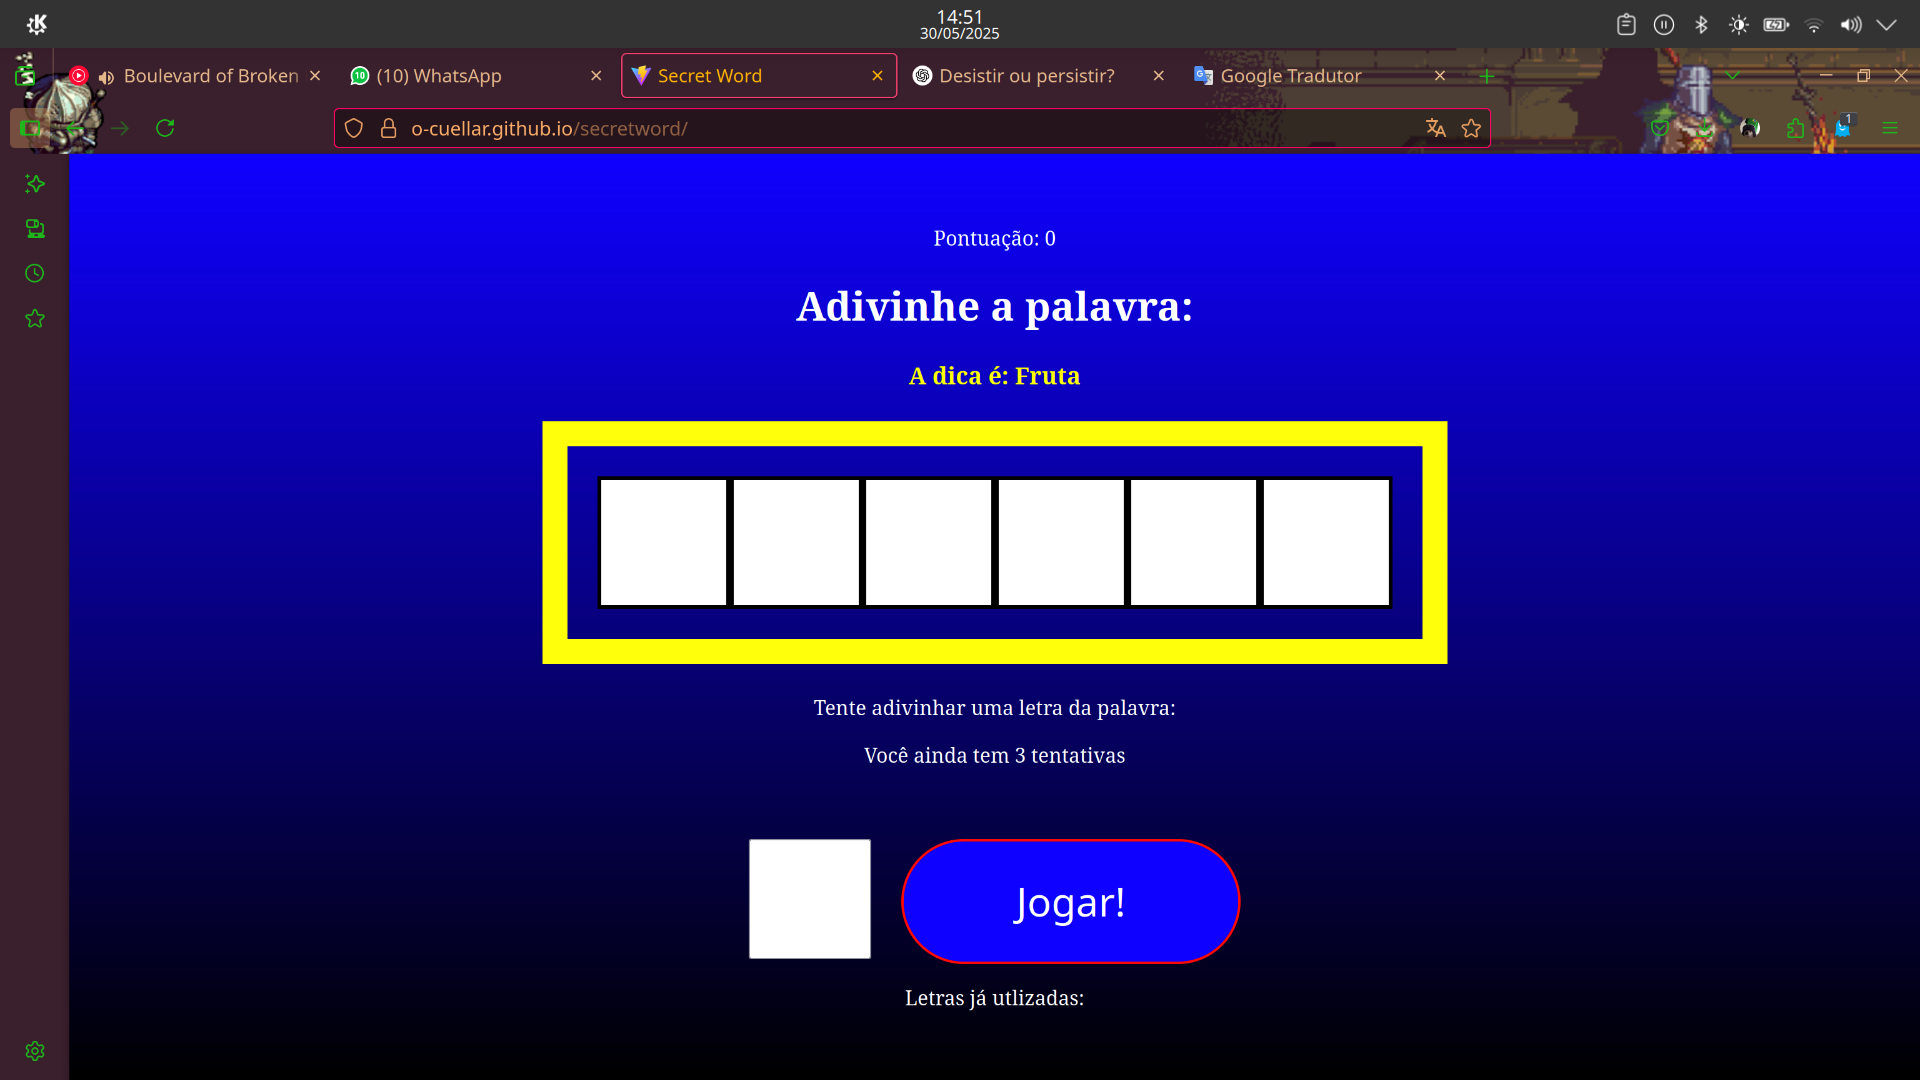 14:51
30/05/2025
Boulevard of Broken
(10) WhatsApp
Secret Word
Desistir ou persistir?
Google Tradutor
o-cuellar.github.io/secretword/
1
Pontuação: 0
Adivinhe a palavra:
A dica é: Fruta
Tente adivinhar uma letra da palavra:
Você ainda tem 3 tentativas
Jogar!
Letras já utlizadas: